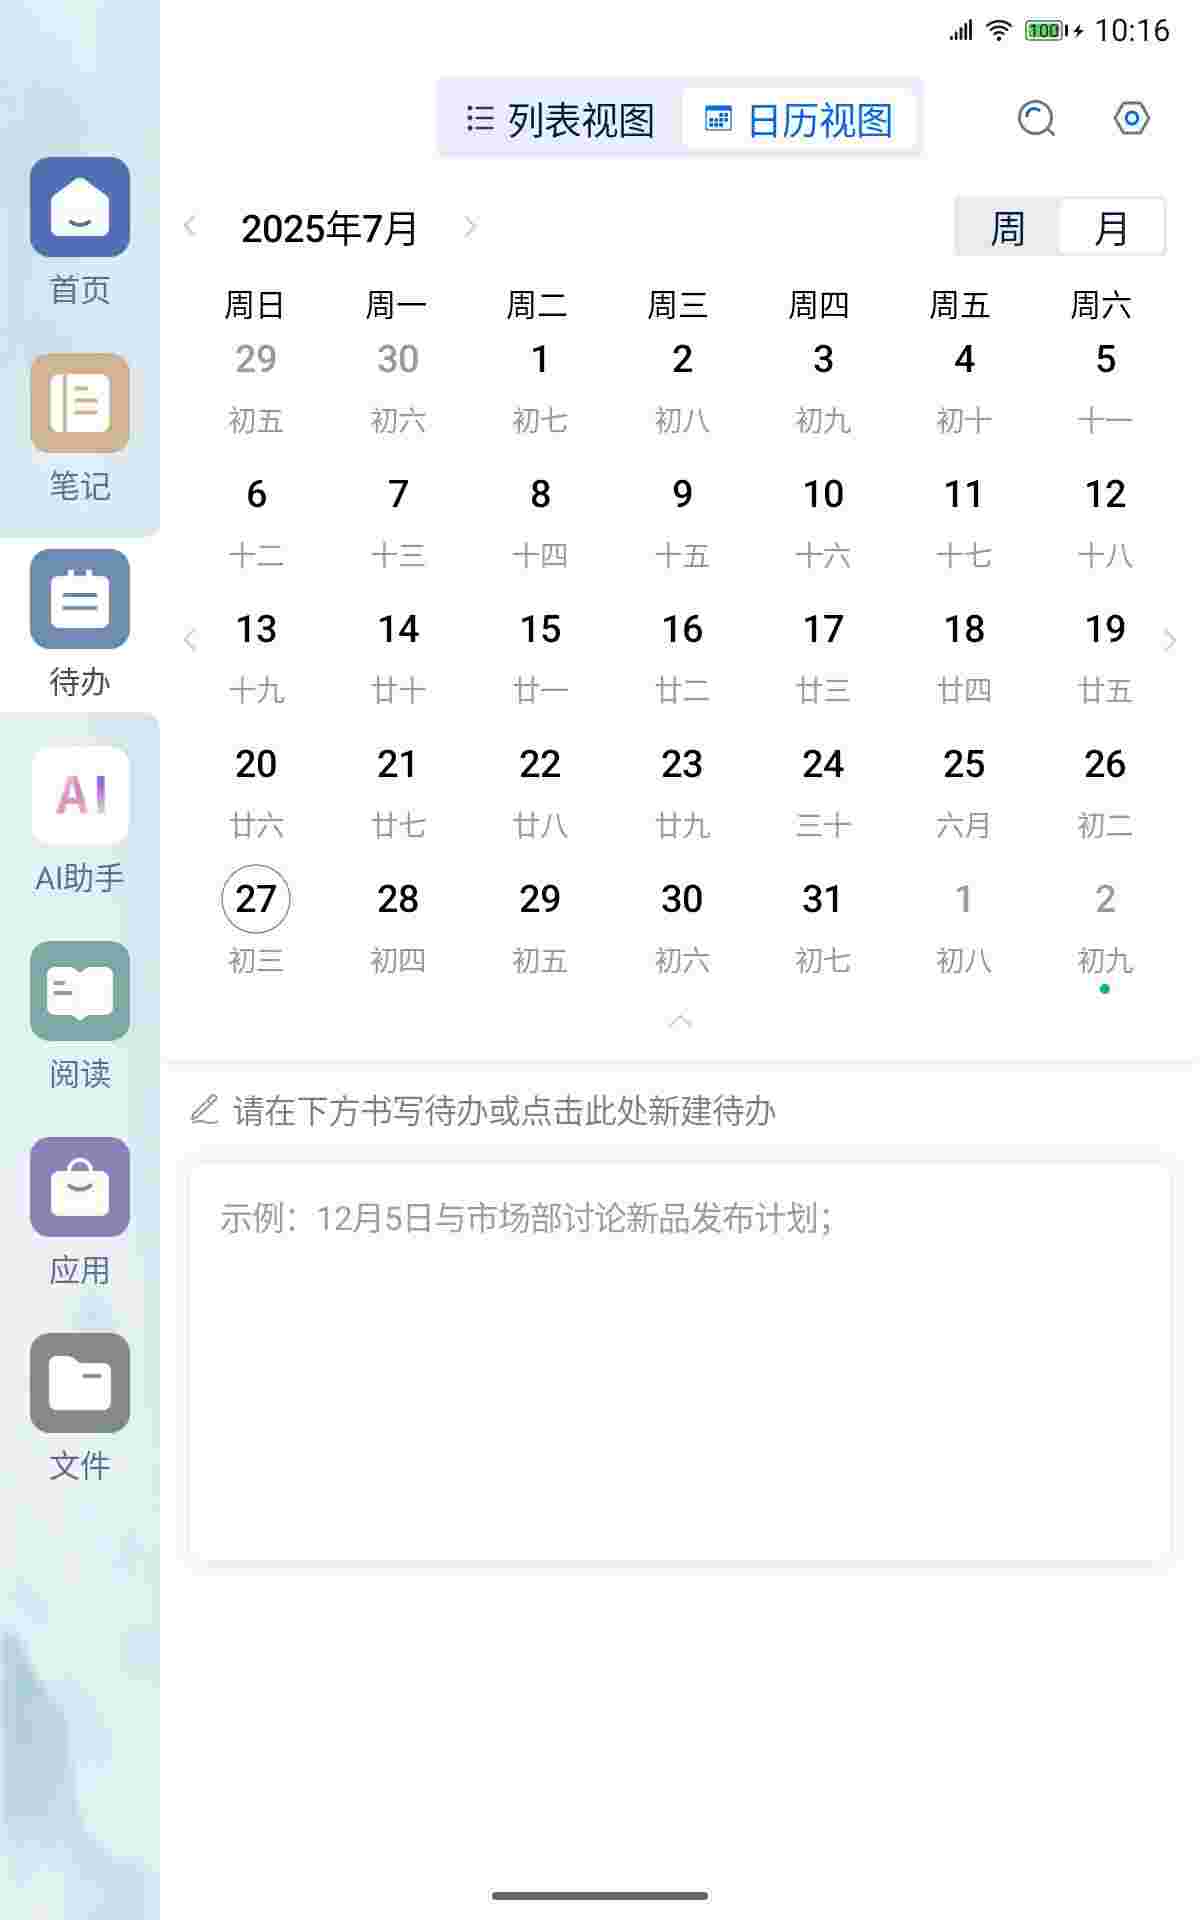 100 10:16
列表视图 日历视图
2025年7月 周 月
周日 周一 周二 周三 周四 周五 周六
29 30 1 2 3 4 5
初五 初六 初七 初八 初九 初十 十一
6 7 8 9 10 11 12
十二 十三 十四 十五 十六 十七 十八
13 14 15 16 17 18 19
十九 廿十 廿一 廿二 廿三 廿四 廿五
20 21 22 23 24 25 26
廿六 廿七 廿八 廿九 三十 六月 初二
27 28 29 30 31 1 2
初三 初四 初五 初六 初七 初八 初九
请在下方书写待办或点击此处新建待办
示例：12月5日与市场部讨论新品发布计划；
首页
笔记
待办
AI
AI助手
阅读
应用
文件